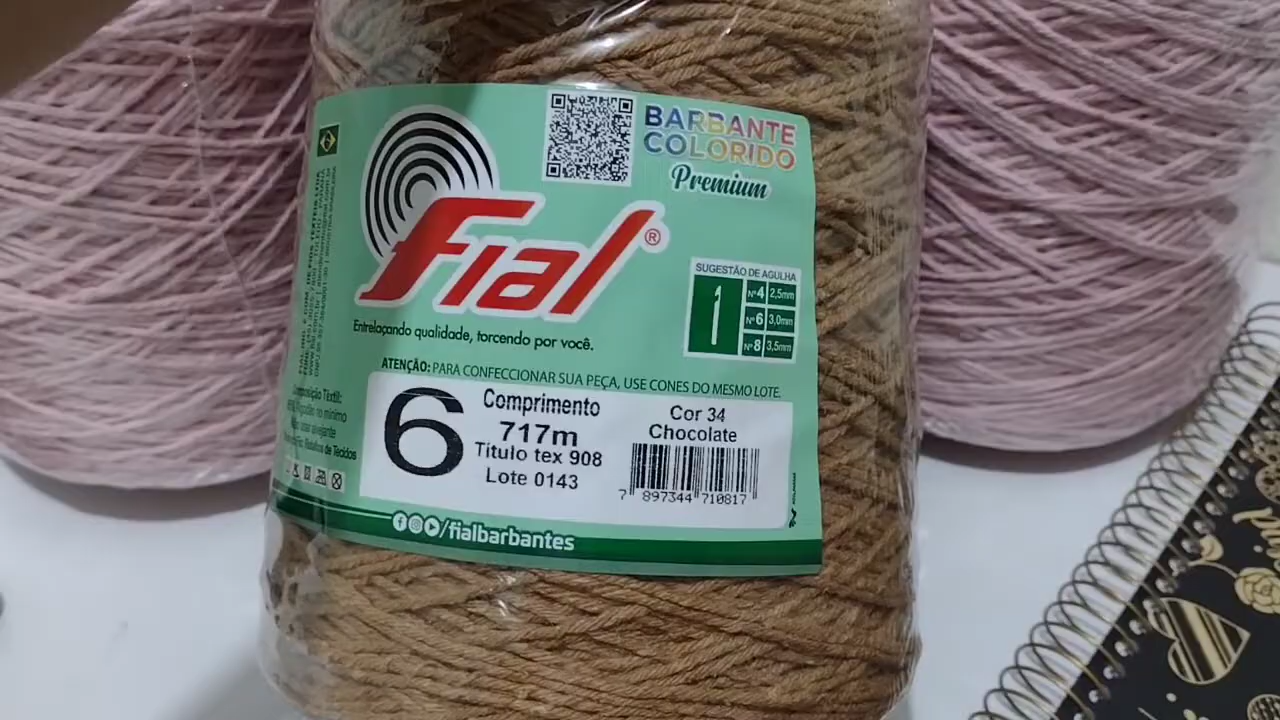 BARBANTE
COLORIDO
Premium
Fial®
Entrelaçando qualidade, torcendo por você.
SUGESTÃO DE AGULHA
Nº4 2,5mm
Nº6 3,0mm
Nº8 3,5mm
ATENÇÃO: PARA CONFECCIONAR SUA PEÇA, USE CONES DO MESMO LOTE.
6
Comprimento
717m
Título tex 908
Lote 0143
Cor 34
Chocolate
7 897344 710817
Composição Têxtil:
/fialbarbantes